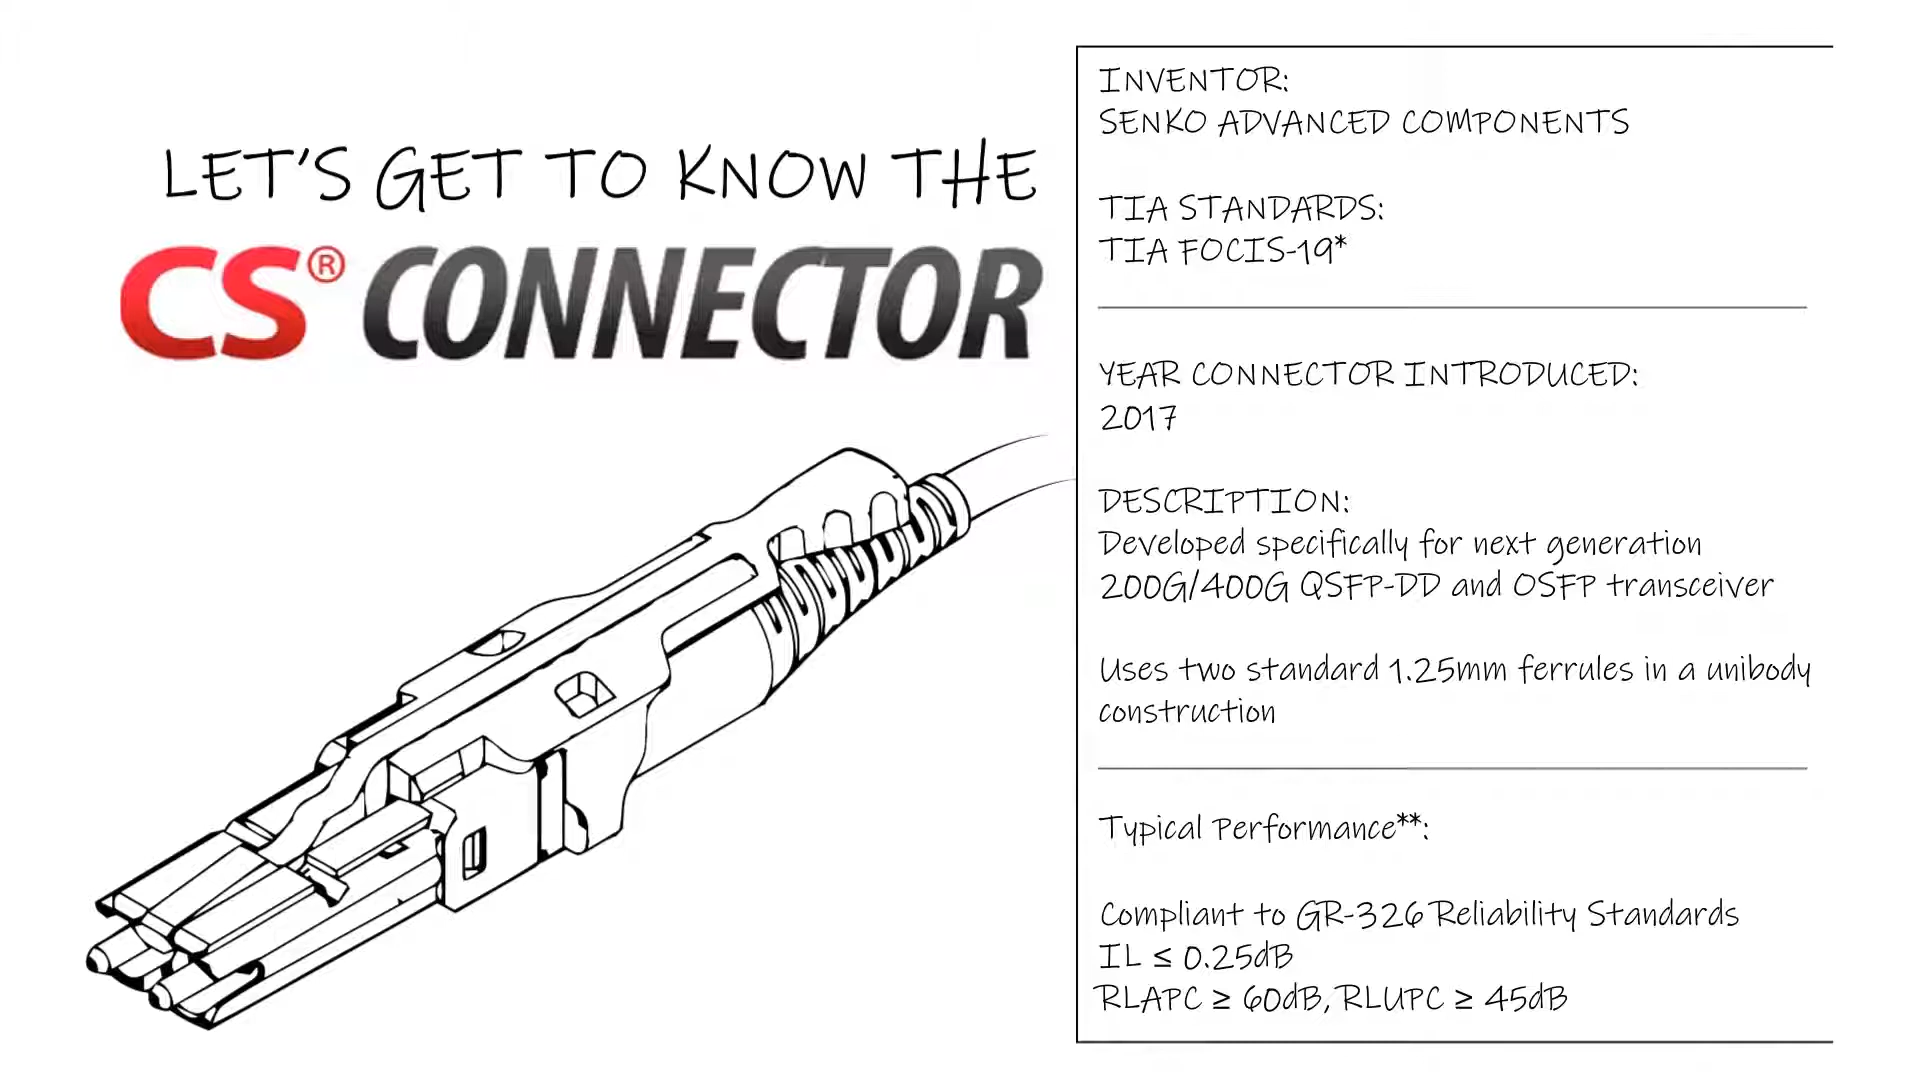 LET'S GET TO KNOW THE
CS® CONNECTOR
INVENTOR:
SENKO ADVANCED COMPONENTS
TIA STANDARDS:
TIA FOCIS-19*
YEAR CONNECTOR INTRODUCED:
2017
DESCRIPTION:
Developed specifically for next generation
200G/400G QSFP-DD and OSFP transceiver
Uses two standard 1.25mm ferrules in a unibody
construction
Typical Performance**:
Compliant to GR-326 Reliability Standards
IL ≤ 0.25dB
RLAPC ≥ 60dB, RLUPC ≥ 45dB